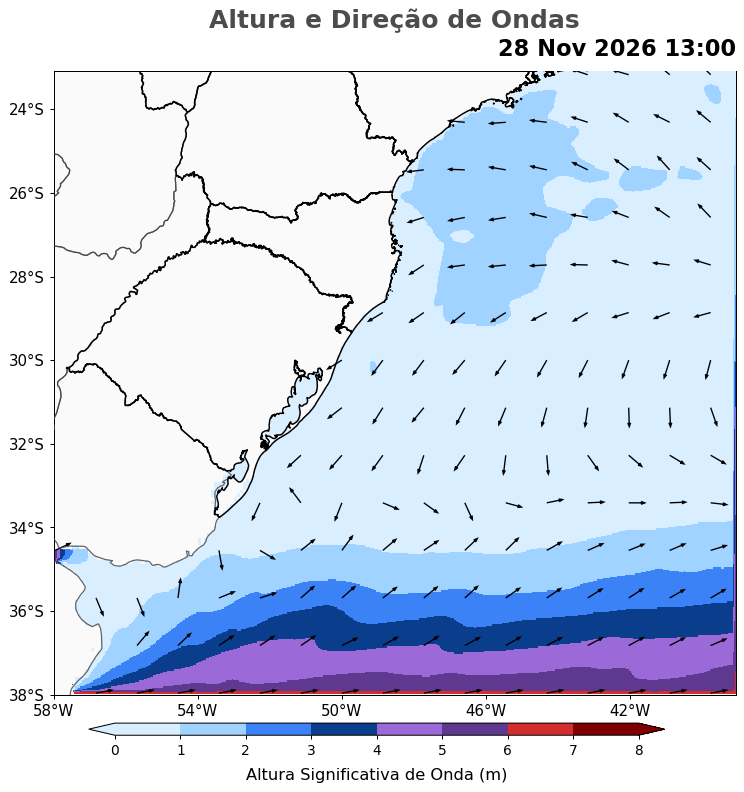 Altura e Direção de Ondas
28 Nov 2026 13:00
24°S
26°S
28°S
30°S
32°S
34°S
36°S
38°S
58°W 54°W 50°W 46°W 42°W
0 1 2 3 4 5 6 7 8
Altura Significativa de Onda (m)